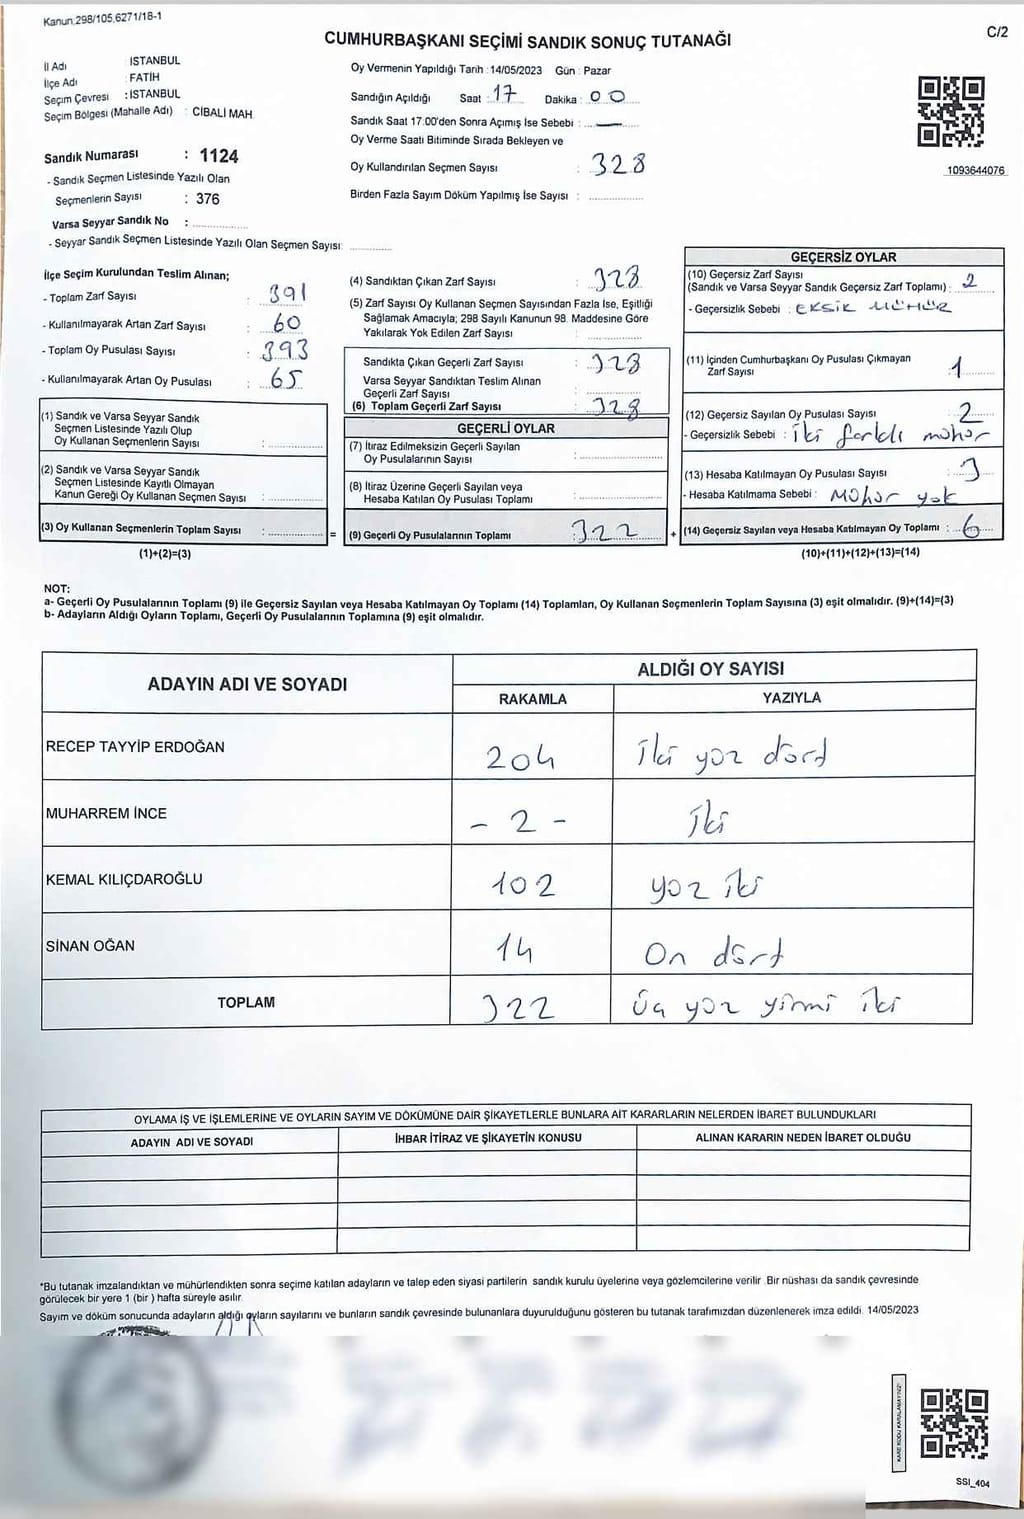 Kanun.298/105,6271/18-1
C/2
CUMHURBAŞKANI SEÇİMİ SANDIK SONUÇ TUTANAĞI
İl Adı : İSTANBUL
İlçe Adı : FATİH
Seçim Çevresi : İSTANBUL
Seçim Bölgesi (Mahalle Adı) : CİBALİ MAH.
Sandık Numarası : 1124
- Sandık Seçmen Listesinde Yazılı Olan
Seçmenlerin Sayısı : 376
Varsa Seyyar Sandık No :
- Seyyar Sandık Seçmen Listesinde Yazılı Olan Seçmen Sayısı:
Oy Vermenin Yapıldığı Tarih : 14/05/2023 Gün : Pazar
Sandığın Açıldığı Saat : 17 Dakika : 00
Sandık Saat 17:00'den Sonra Açımış İse Sebebi : —
Oy Verme Saati Bitiminde Sırada Bekleyen ve
Oy Kullandırılan Seçmen Sayısı : 328
Birden Fazla Sayım Döküm Yapılmış İse Sayısı :
1093644076
İlçe Seçim Kurulundan Teslim Alınan;
- Toplam Zarf Sayısı : 391
- Kullanılmayarak Artan Zarf Sayısı : 60
- Toplam Oy Pusulası Sayısı : 393
- Kullanılmayarak Artan Oy Pusulası : 65
(1) Sandık ve Varsa Seyyar Sandık
Seçmen Listesinde Yazılı Olup
Oy Kullanan Seçmenlerin Sayısı :
(2) Sandık ve Varsa Seyyar Sandık
Seçmen Listesinde Kayıtlı Olmayan
Kanun Gereği Oy Kullanan Seçmen Sayısı :
(3) Oy Kullanan Seçmenlerin Toplam Sayısı : =
(1)+(2)=(3)
(4) Sandıktan Çıkan Zarf Sayısı : 328
(5) Zarf Sayısı Oy Kullanan Seçmen Sayısından Fazla İse, Eşitliği
Sağlamak Amacıyla; 298 Sayılı Kanunun 98. Maddesine Göre
Yakılarak Yok Edilen Zarf Sayısı :
Sandıkta Çıkan Geçerli Zarf Sayısı : 328
Varsa Seyyar Sandıktan Teslim Alınan
Geçerli Zarf Sayısı :
(6) Toplam Geçerli Zarf Sayısı : 328
GEÇERLİ OYLAR
(7) İtiraz Edilmeksizin Geçerli Sayılan
Oy Pusulalarının Sayısı :
(8) İtiraz Üzerine Geçerli Sayılan veya
Hesaba Katılan Oy Pusulası Toplamı :
(9) Geçerli Oy Pusulalarının Toplamı : 322 +
GEÇERSİZ OYLAR
(10) Geçersiz Zarf Sayısı
(Sandık ve Varsa Seyyar Sandık Geçersiz Zarf Toplamı) : 2
- Geçersizlik Sebebi : EKSİK MÜHÜR
(11) İçinden Cumhurbaşkanı Oy Pusulası Çıkmayan
Zarf Sayısı : 1
(12) Geçersiz Sayılan Oy Pusulası Sayısı : 2
- Geçersizlik Sebebi : İki farklı mühür
(13) Hesaba Katılmayan Oy Pusulası Sayısı : 3
- Hesaba Katılmama Sebebi : Mühür yok
(14) Geçersiz Sayılan veya Hesaba Katılmayan Oy Toplamı : 6
(10)+(11)+(12)+(13)=(14)
NOT:
a- Geçerli Oy Pusulalarının Toplamı (9) ile Geçersiz Sayılan veya Hesaba Katılmayan Oy Toplamı (14) Toplamları, Oy Kullanan Seçmenlerin Toplam Sayısına (3) eşit olmalıdır. (9)+(14)=(3)
b- Adayların Aldığı Oyların Toplamı, Geçerli Oy Pusulalarının Toplamına (9) eşit olmalıdır.
ADAYIN ADI VE SOYADI
ALDIĞI OY SAYISI
RAKAMLA YAZIYLA
RECEP TAYYİP ERDOĞAN 204 İki yüz dört
MUHARREM İNCE - 2 - İki
KEMAL KILIÇDAROĞLU 102 yüz iki
SİNAN OĞAN 14 On dört
TOPLAM 322 Üç yüz yirmi iki
OYLAMA İŞ VE İŞLEMLERİNE VE OYLARIN SAYIM VE DÖKÜMÜNE DAİR ŞİKAYETLERLE BUNLARA AİT KARARLARIN NELERDEN İBARET BULUNDUKLARI
ADAYIN ADI VE SOYADI İHBAR İTİRAZ VE ŞİKAYETİN KONUSU ALINAN KARARIN NEDEN İBARET OLDUĞU
*Bu tutanak imzalandıktan ve mühürlendikten sonra seçime katılan adayların ve talep eden siyasi partilerin sandık kurulu üyelerine veya gözlemcilerine verilir. Bir nüshası da sandık çevresinde
görülecek bir yere 1 (bir) hafta süreyle asılır.
Sayım ve döküm sonucunda adayların aldığı oyların sayılarını ve bunların sandık çevresinde bulunanlara duyurulduğunu gösteren bu tutanak tarafımızdan düzenlenerek imza edildi. 14/05/2023
SSI_404